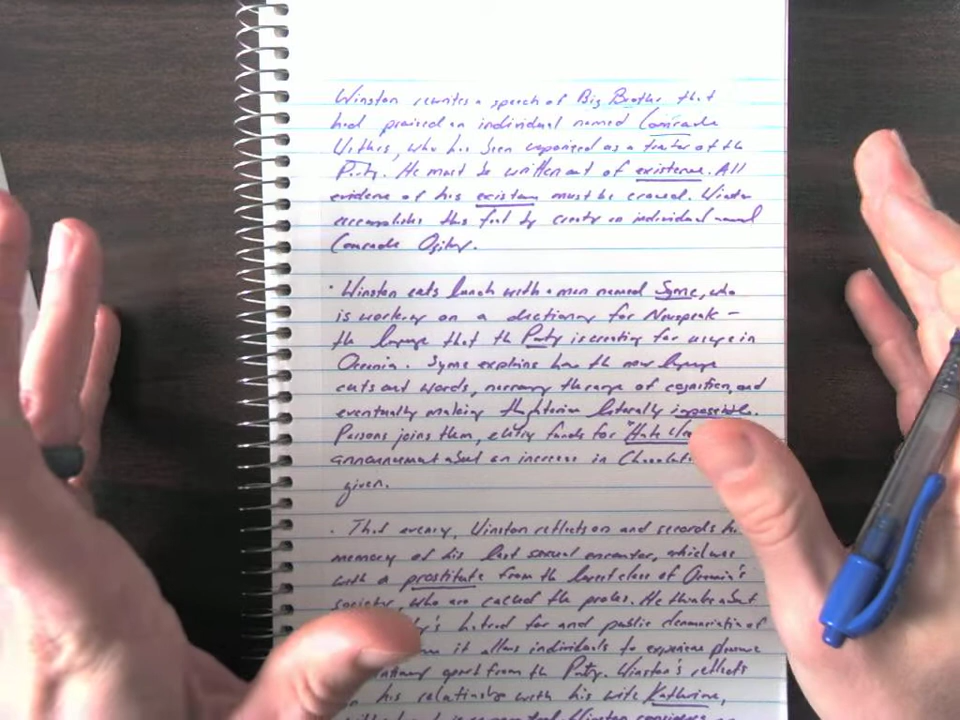 Winston rewrites a speech of Big Brother that
had praised an individual named Comrade
Withers, who has been vaporized as a traitor of the
Party. He must be written out of existence. All
evidence of his existence must be erased. Winston
accomplishes this feat by creating an individual named
Comrade Ogilvy.
· Winston eats lunch with a man named Syme, who
is working on a dictionary for Newspeak –
the language that the Party is creating for usage in
Oceania. Syme explains how the new language
cuts out words, narrowing the range of cognition, and
eventually making literally impossible.
Parsons joins them, funds for "Hate
announcement about an increase in
given.
· That evening, Winston reflects on and records
memory of his last sexual encounter, which was
with a prostitute from the lowest class of Oceania's
society, who are called the proles. He thinks about
hatred for and public denunciation of
it allows individuals to experience pleasure
apart from the Party. Winston's reflects
his relationship with his wife Katherine,
Winston considers